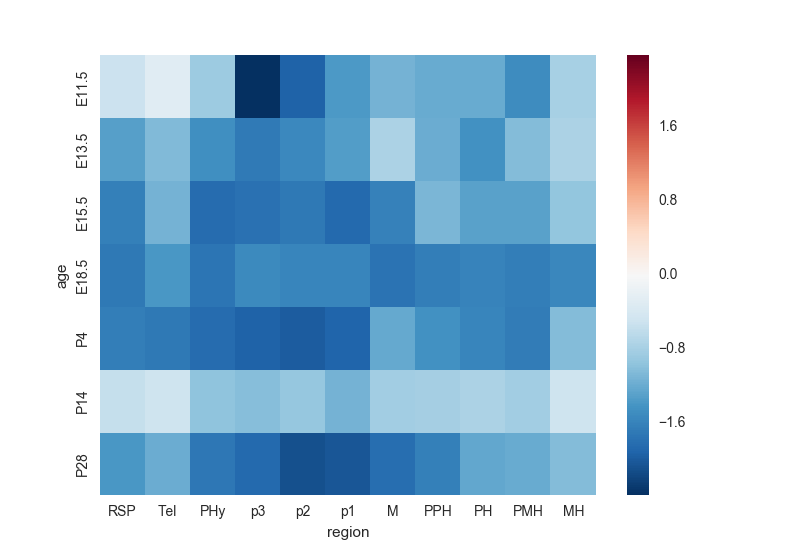 age
E11.5
E13.5
E15.5
E18.5
P4
P14
P28
RSP Tel PHy p3 p2 p1 M PPH PH PMH MH
region
1.6
0.8
0.0
−0.8
−1.6